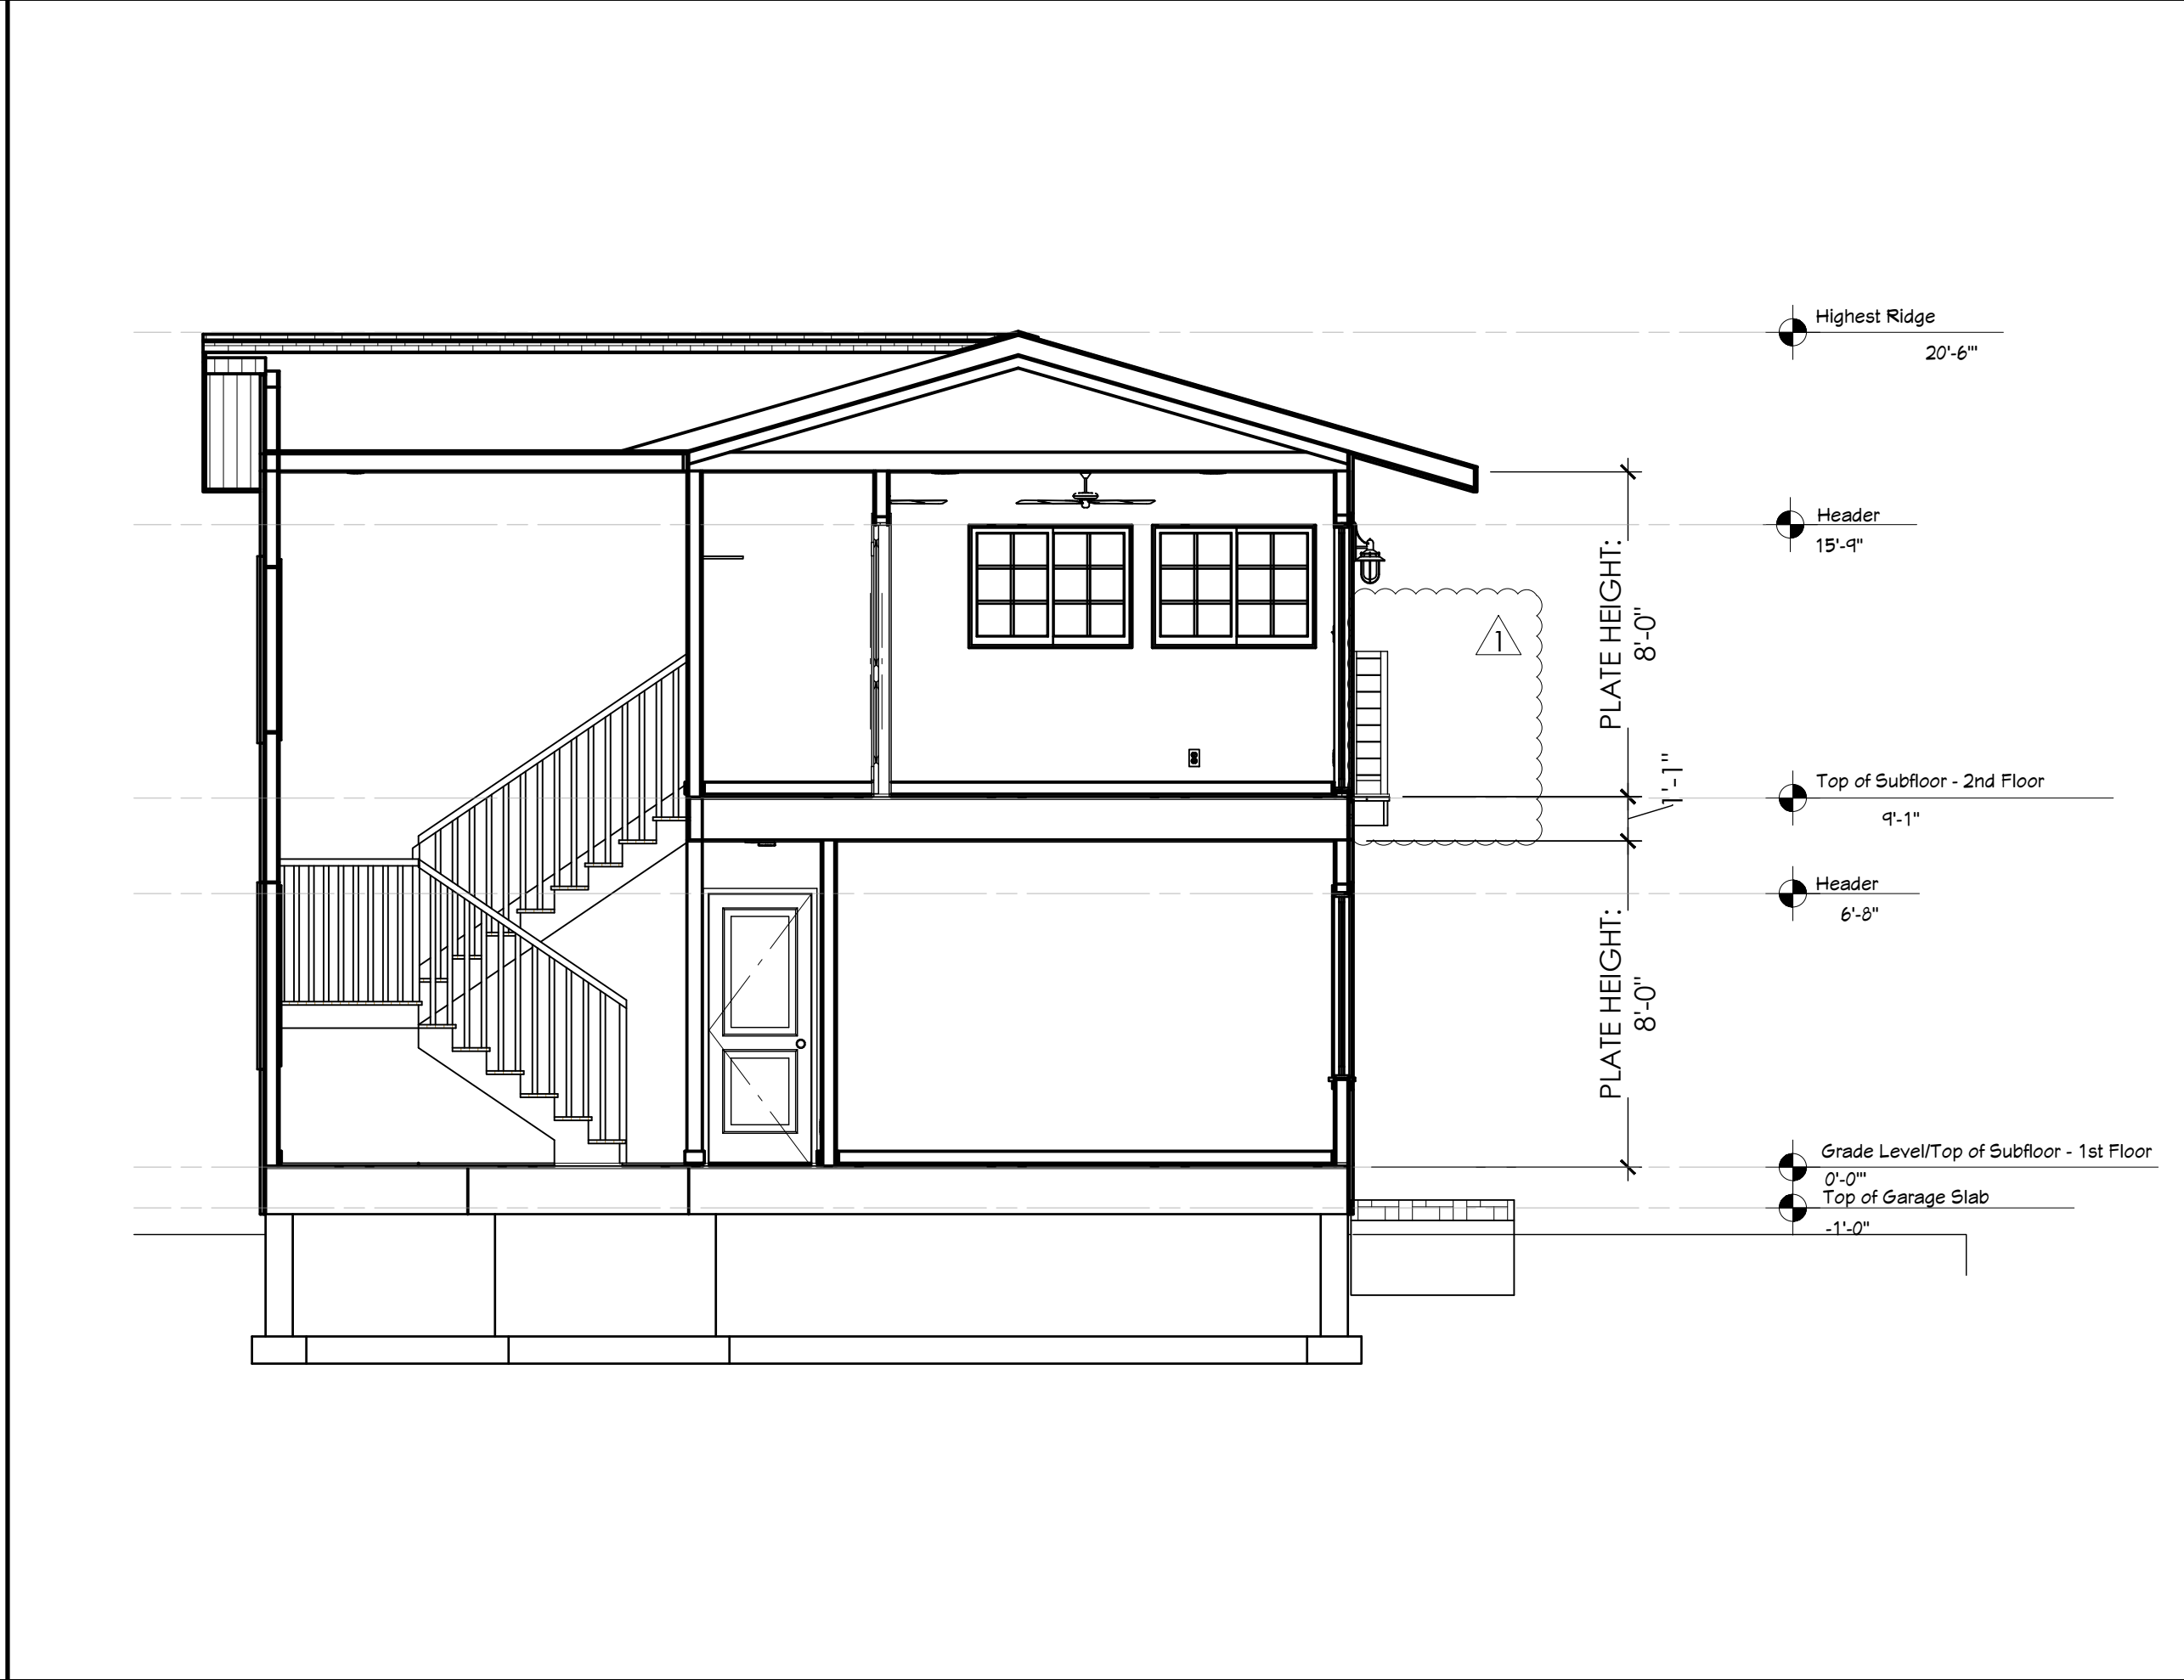 Highest Ridge
20'-6'"
Header
15'-9"
PLATE HEIGHT:
8'-0"
1
1'-1"
Top of Subfloor - 2nd Floor
9'-1"
Header
6'-8"
PLATE HEIGHT:
8'-0"
Grade Level/Top of Subfloor - 1st Floor
0'-0'"
Top of Garage Slab
-1'-0"